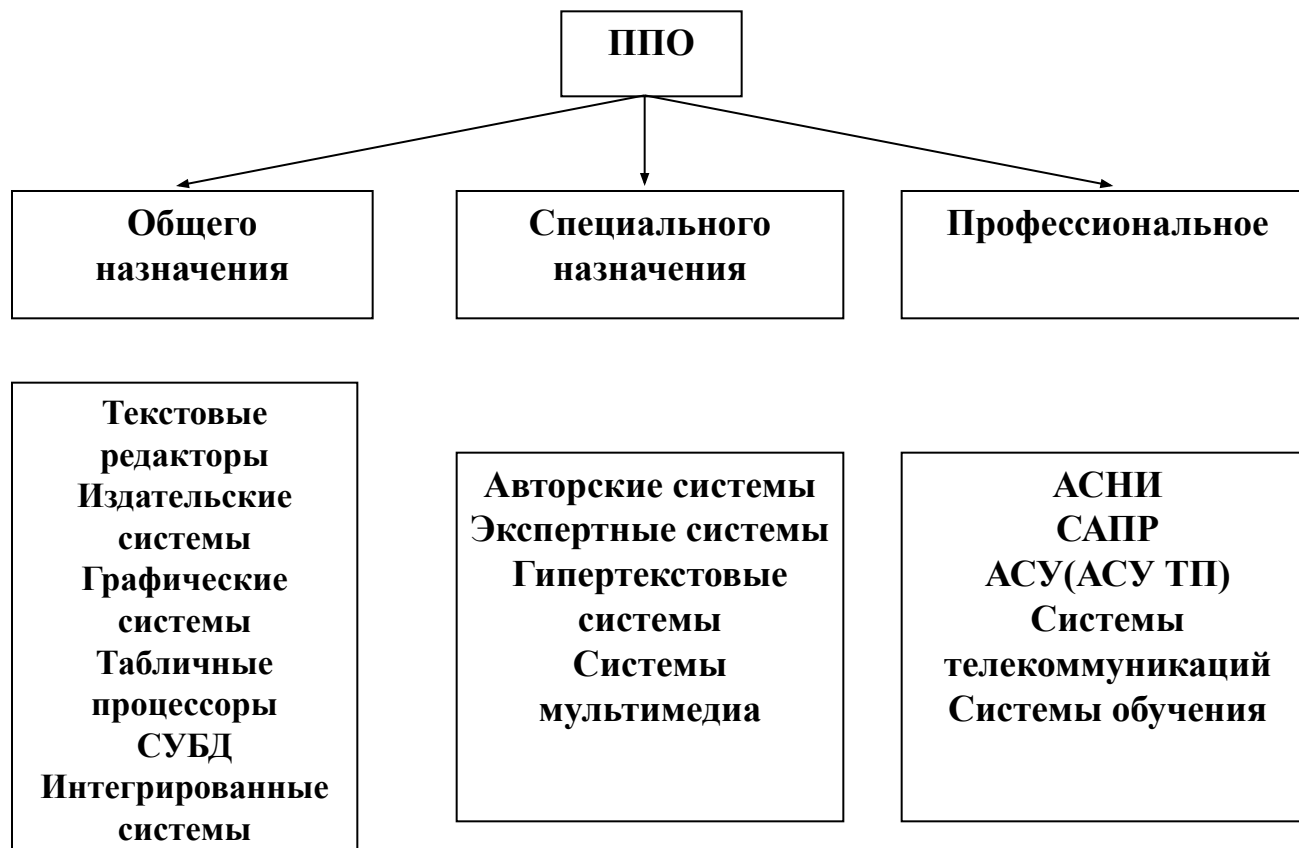 ППО
Общего
назначения
Специального
назначения
Профессиональное
Текстовые
редакторы
Издательские
системы
Графические
системы
Табличные
процессоры
СУБД
Интегрированные
системы
Авторские системы
Экспертные системы
Гипертекстовые
системы
Системы
мультимедиа
АСНИ
САПР
АСУ(АСУ ТП)
Системы
телекоммуникаций
Системы обучения